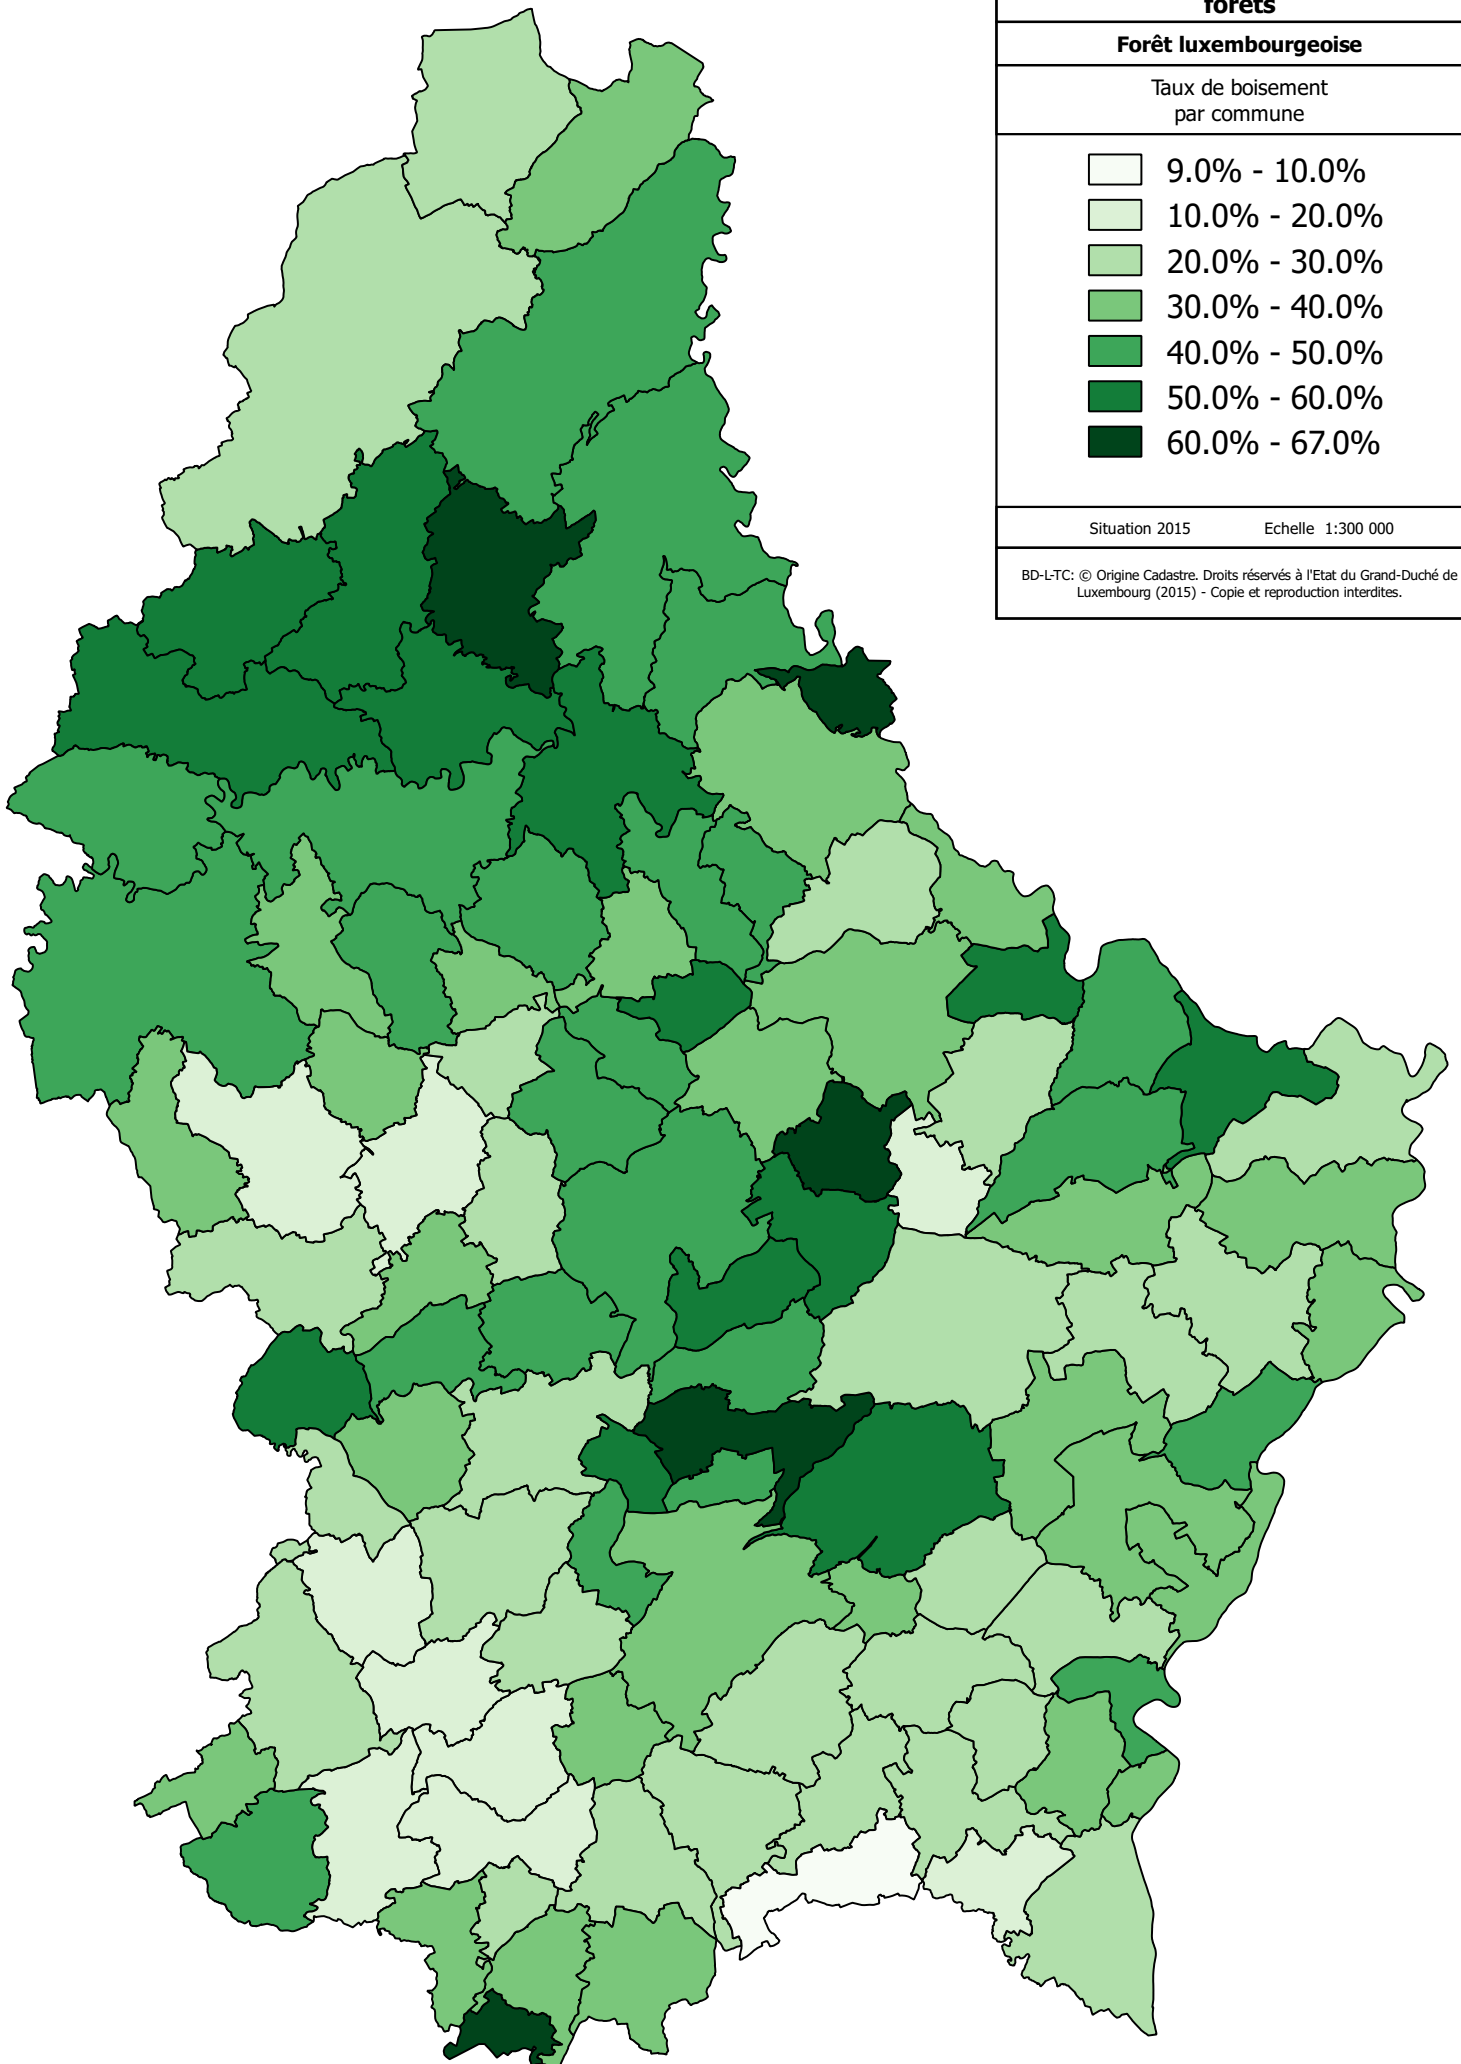 forêts
Forêt luxembourgeoise
Taux de boisement
par commune
9.0% - 10.0%
10.0% - 20.0%
20.0% - 30.0%
30.0% - 40.0%
40.0% - 50.0%
50.0% - 60.0%
60.0% - 67.0%
Situation 2015 Echelle 1:300 000
BD-L-TC: © Origine Cadastre. Droits réservés à l'Etat du Grand-Duché de
Luxembourg (2015) - Copie et reproduction interdites.